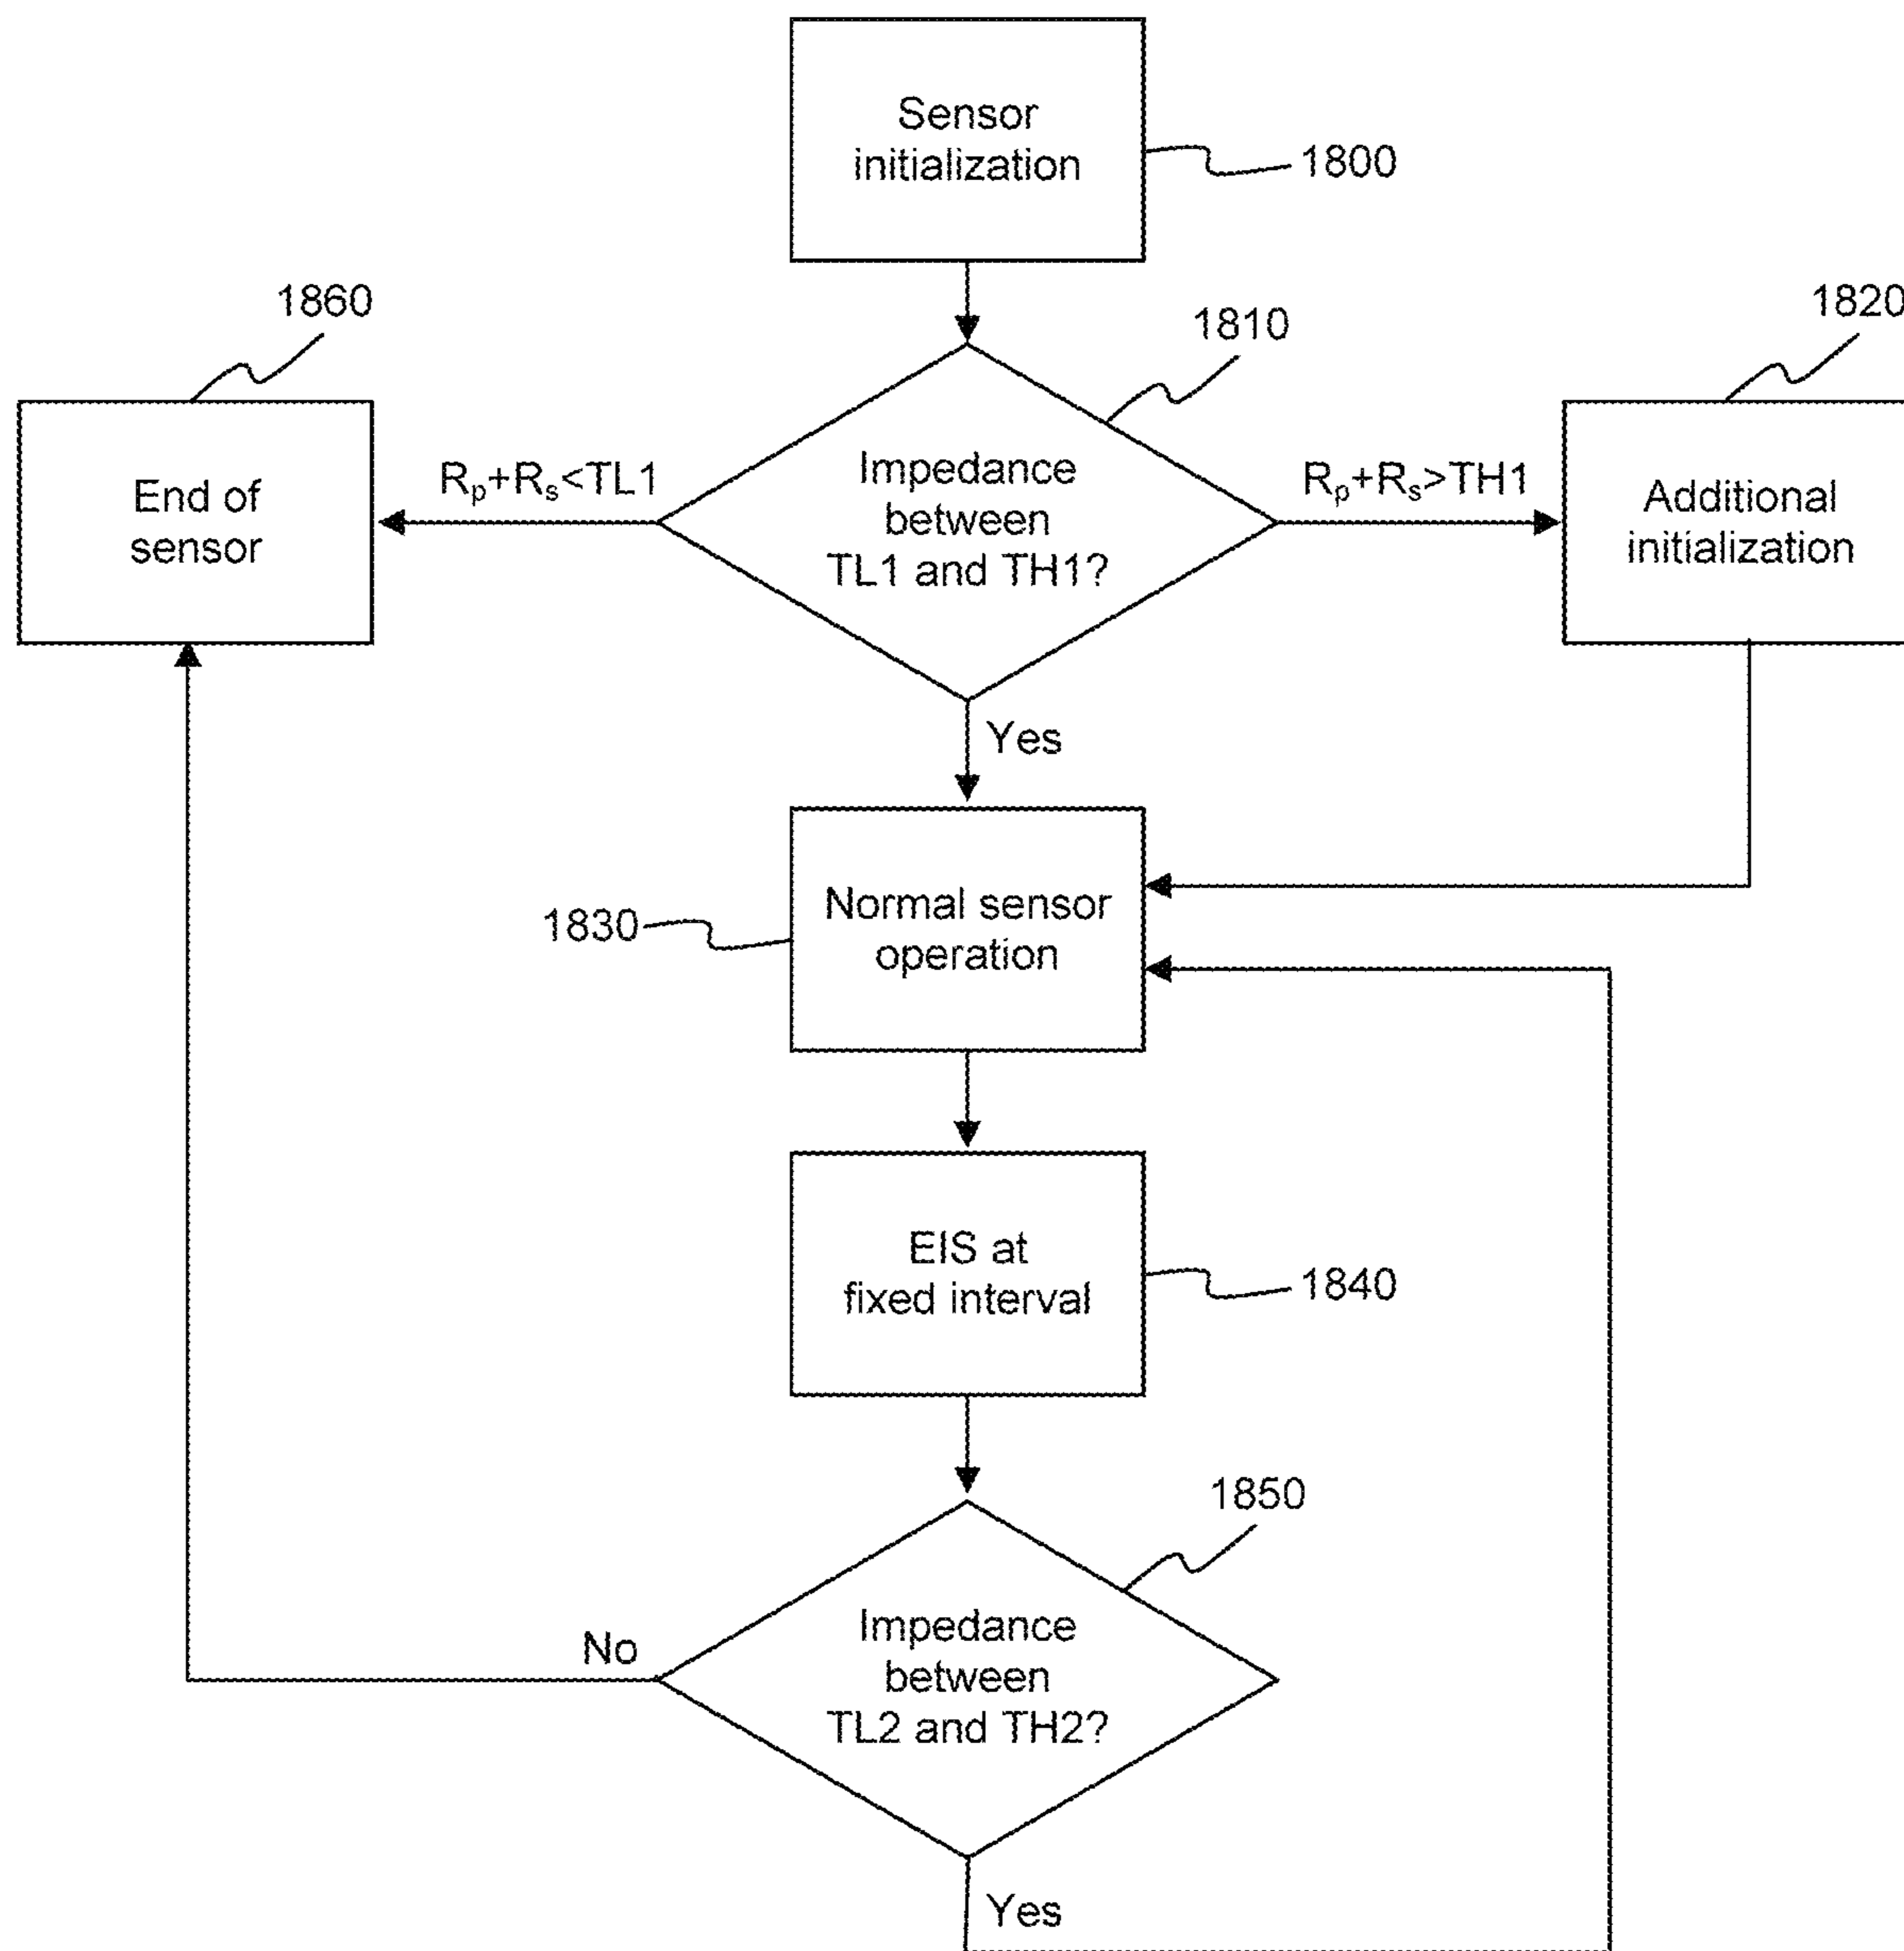 Sensor
initialization
1800
1860
1810
1820
End of
sensor
Rₚ+Rₛ<TL1
Impedance
between
TL1 and TH1?
Rₚ+Rₛ>TH1
Additional
initialization
Yes
1830
Normal sensor
operation
EIS at
fixed interval
1840
1850
No
Impedance
between
TL2 and TH2?
Yes